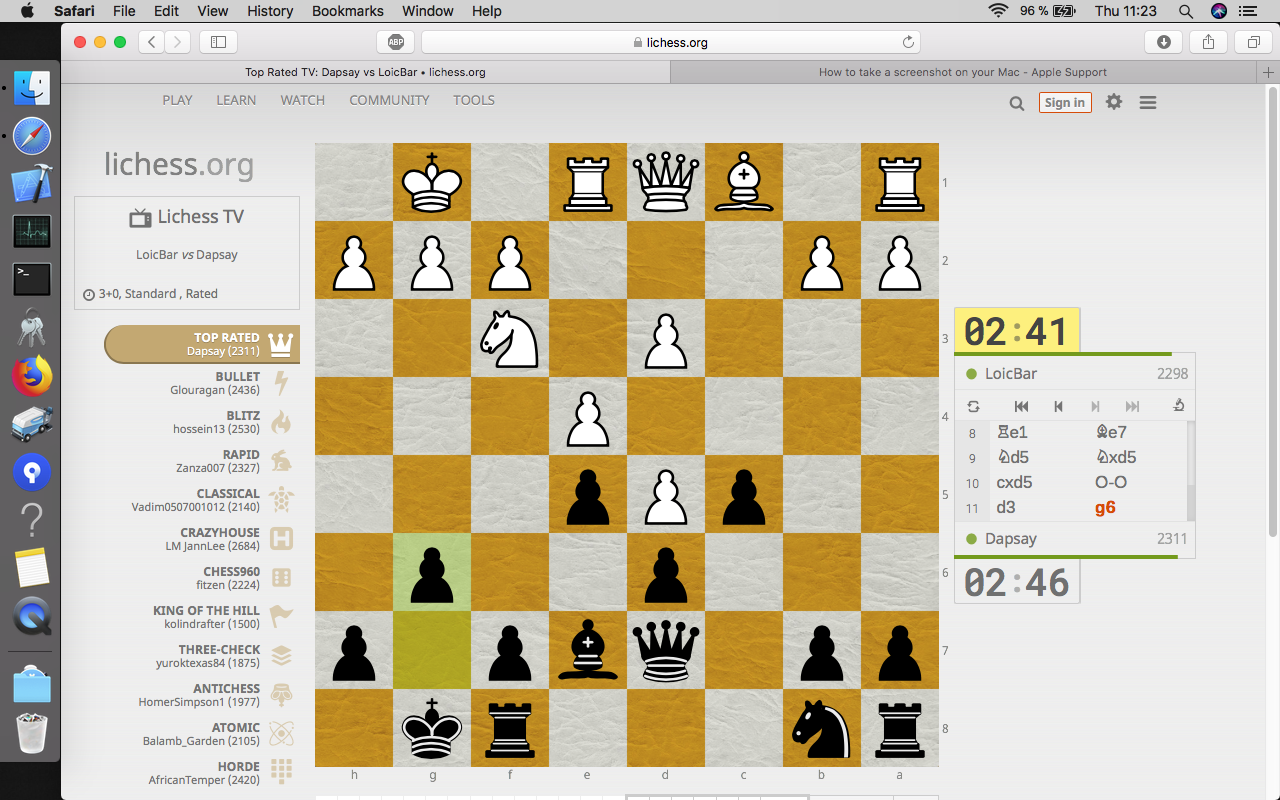 Safari File Edit View History Bookmarks Window Help 96 % Thu 11:23
ABP lichess.org
Top Rated TV: Dapsay vs LoicBar • lichess.org How to take a screenshot on your Mac - Apple Support
PLAY LEARN WATCH COMMUNITY TOOLS Sign in
lichess.org
Lichess TV
LoicBar vs Dapsay
3+0, Standard , Rated
TOP RATED
Dapsay (2311)
BULLET
Glouragan (2436)
BLITZ
hossein13 (2530)
RAPID
Zanza007 (2327)
CLASSICAL
Vadim0507001012 (2140)
CRAZYHOUSE
LM JannLee (2684)
CHESS960
fitzen (2224)
KING OF THE HILL
kolindrafter (1500)
THREE-CHECK
yuroktexas84 (1875)
ANTICHESS
HomerSimpson1 (1977)
ATOMIC
Balamb_Garden (2105)
HORDE
AfricanTemper (2420)
1
2
3
4
5
6
7
8
h g f e d c b a
02:41
LoicBar 2298
8 ♖e1 ♗e7
9 ♘d5 ♘xd5
10 cxd5 O-O
11 d3 g6
Dapsay 2311
02:46